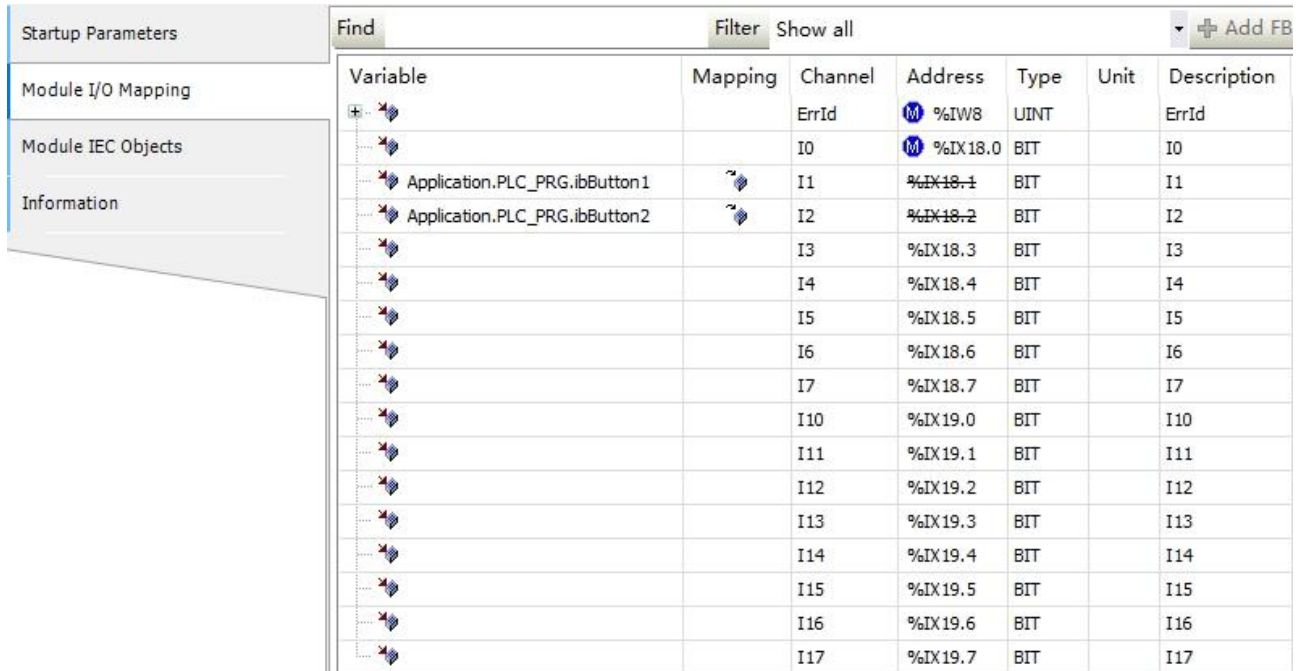 Startup Parameters
Module I/O Mapping
Module IEC Objects
Information
Find Filter Show all Add FB
Variable Mapping Channel Address Type Unit Description
ErrId M %IW8 UINT ErrId
I0 M %IX18.0 BIT I0
Application.PLC_PRG.ibButton1 I1 %IX18.1 BIT I1
Application.PLC_PRG.ibButton2 I2 %IX18.2 BIT I2
I3 %IX18.3 BIT I3
I4 %IX18.4 BIT I4
I5 %IX18.5 BIT I5
I6 %IX18.6 BIT I6
I7 %IX18.7 BIT I7
I10 %IX19.0 BIT I10
I11 %IX19.1 BIT I11
I12 %IX19.2 BIT I12
I13 %IX19.3 BIT I13
I14 %IX19.4 BIT I14
I15 %IX19.5 BIT I15
I16 %IX19.6 BIT I16
I17 %IX19.7 BIT I17